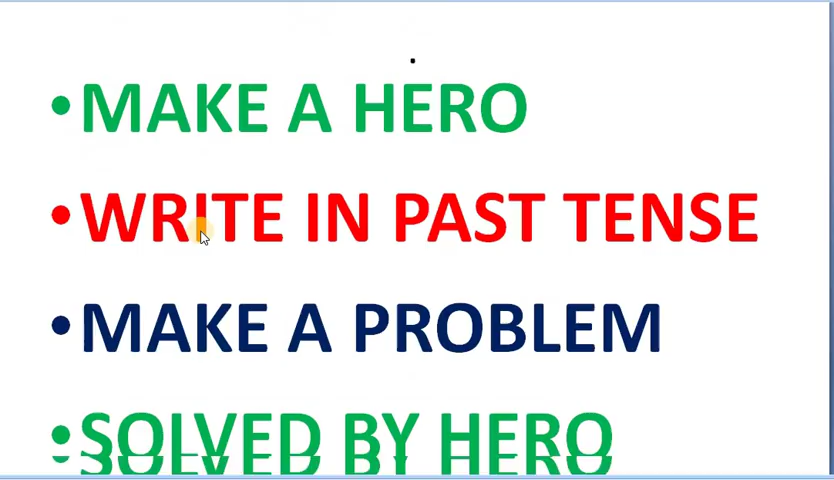 • MAKE A HERO
• WRITE IN PAST TENSE
• MAKE A PROBLEM
• SOLVED BY HERO